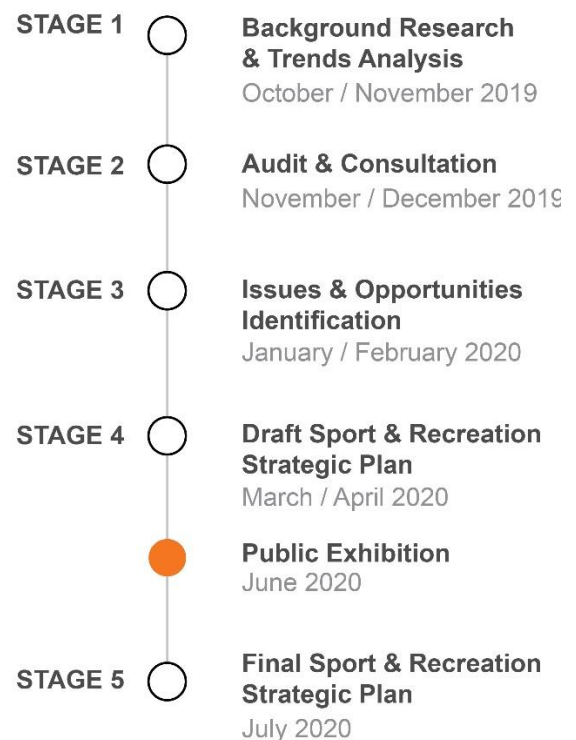 STAGE 1
Background Research
& Trends Analysis
October / November 2019
STAGE 2
Audit & Consultation
November / December 2019
STAGE 3
Issues & Opportunities
Identification
January / February 2020
STAGE 4
Draft Sport & Recreation
Strategic Plan
March / April 2020
Public Exhibition
June 2020
STAGE 5
Final Sport & Recreation
Strategic Plan
July 2020